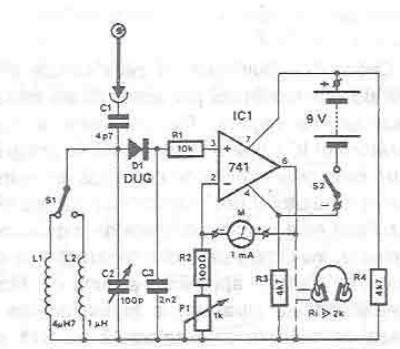 C1
4p7
IC1
+
9 V
D1
DUG
R1
10k
3
+
7
741
6
2
−
4
S2
S1
M
− +
1 mA
L1
L2
C2
C3
R2
100Ω
4µH7
1 µH
100p
2n2
P1
1k
R3
4k7
Ri ≥ 2k
R4
4k7